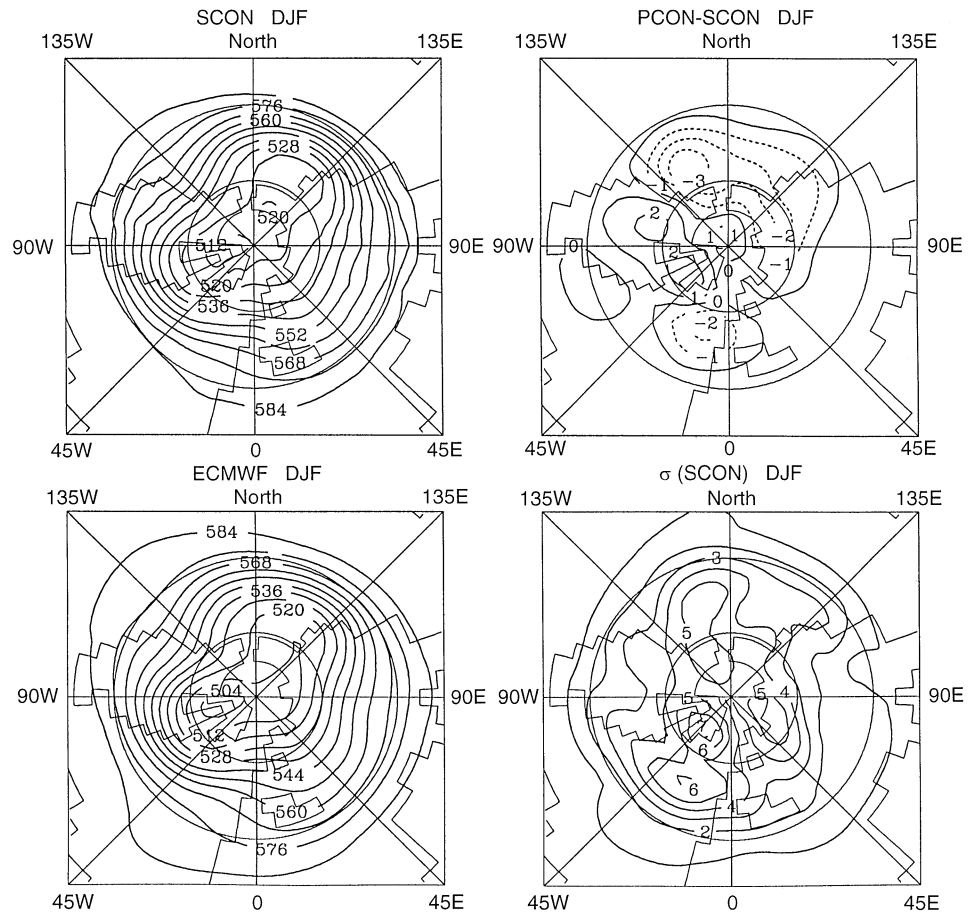 SCON DJF
135W North 135E
576
560
528
520
90W 512 90E
520
536
552
568
584
45W 0 45E
PCON-SCON DJF
135W North 135E
-1 -3
2
1 1 -2
90W 0 2 90E
-1
0
1 0
-2
-1
45W 0 45E
ECMWF DJF
135W North 135E
584
568
536
520
504
90W 90E
512
528
544
560
576
45W 0 45E
σ (SCON) DJF
135W North 135E
3
5
90W 5 5 4 90E
6
6
4
2
45W 0 45E